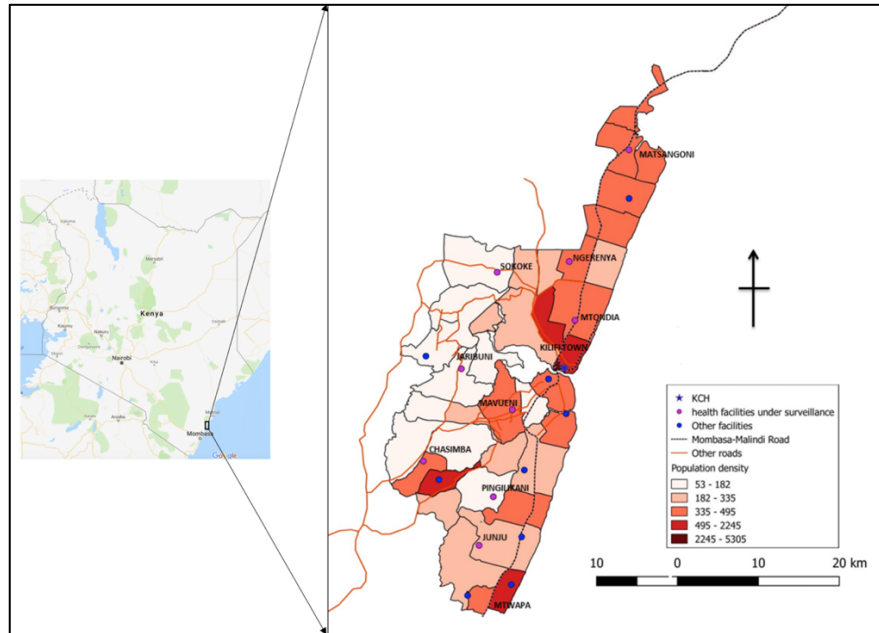 Kenya
Nairobi
Mombasa
Google
MATSANGONI
SOKOKE
NGERENYA
MTONDIA
KILIFI TOWN
JARIBUNI
MAVUENI
CHASIMBA
PINGILIKANI
JUNJU
MTWAPA
KCH
health facilities under surveillance
Other facilities
Mombasa-Malindi Road
Other roads
Population density
53 - 182
182 - 335
335 - 495
495 - 2245
2245 - 5305
10 0 10 20 km